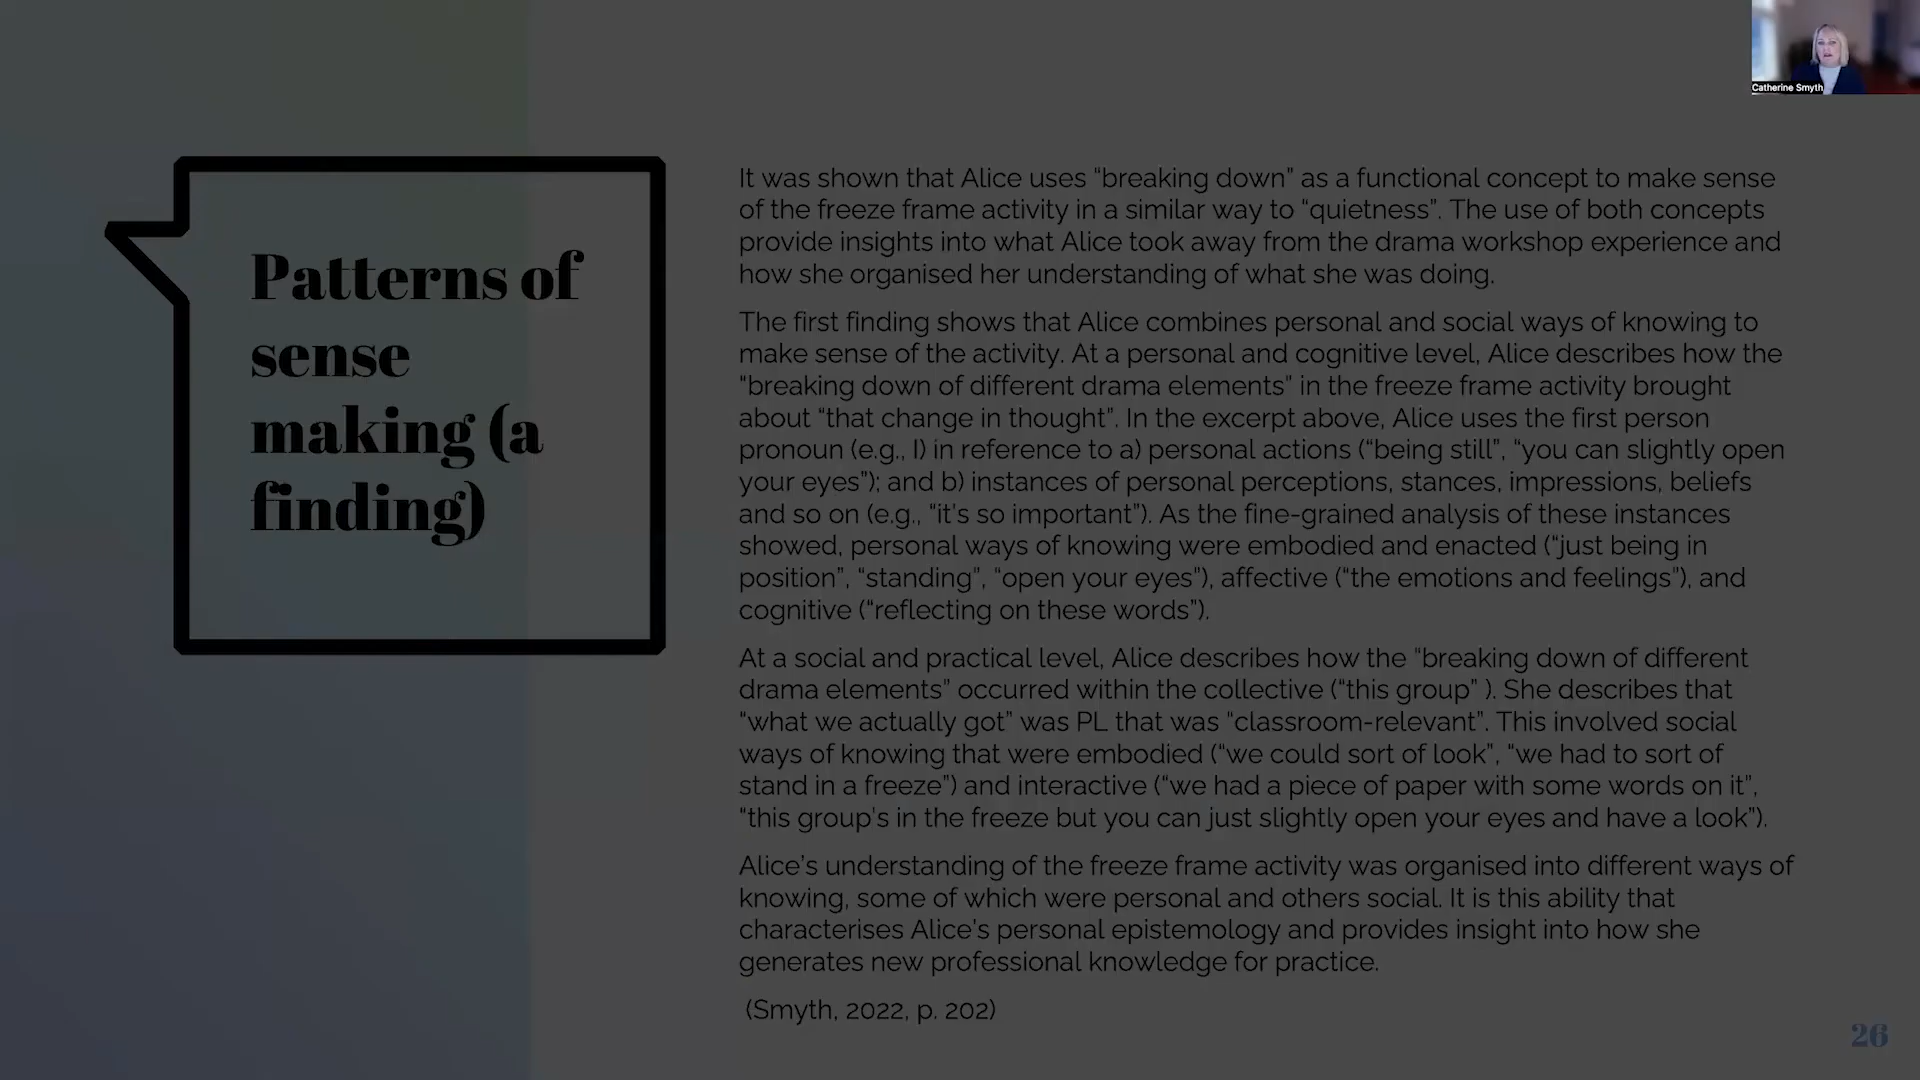 Catherine Smyth
Patterns of
sense
making (a
finding)
It was shown that Alice uses “breaking down” as a functional concept to make sense
of the freeze frame activity in a similar way to “quietness”. The use of both concepts
provide insights into what Alice took away from the drama workshop experience and
how she organised her understanding of what she was doing.
The first finding shows that Alice combines personal and social ways of knowing to
make sense of the activity. At a personal and cognitive level, Alice describes how the
“breaking down of different drama elements” in the freeze frame activity brought
about “that change in thought”. In the excerpt above, Alice uses the first person
pronoun (e.g., I) in reference to a) personal actions (“being still”, “you can slightly open
your eyes”); and b) instances of personal perceptions, stances, impressions, beliefs
and so on (e.g., “it’s so important”). As the fine-grained analysis of these instances
showed, personal ways of knowing were embodied and enacted (“just being in
position”, “standing”, “open your eyes”), affective (“the emotions and feelings”), and
cognitive (“reflecting on these words”).
At a social and practical level, Alice describes how the “breaking down of different
drama elements” occurred within the collective (“this group” ). She describes that
“what we actually got” was PL that was “classroom-relevant”. This involved social
ways of knowing that were embodied (“we could sort of look”, “we had to sort of
stand in a freeze”) and interactive (“we had a piece of paper with some words on it”,
“this group’s in the freeze but you can just slightly open your eyes and have a look”).
Alice’s understanding of the freeze frame activity was organised into different ways of
knowing, some of which were personal and others social. It is this ability that
characterises Alice’s personal epistemology and provides insight into how she
generates new professional knowledge for practice.
(Smyth, 2022, p. 202)
26